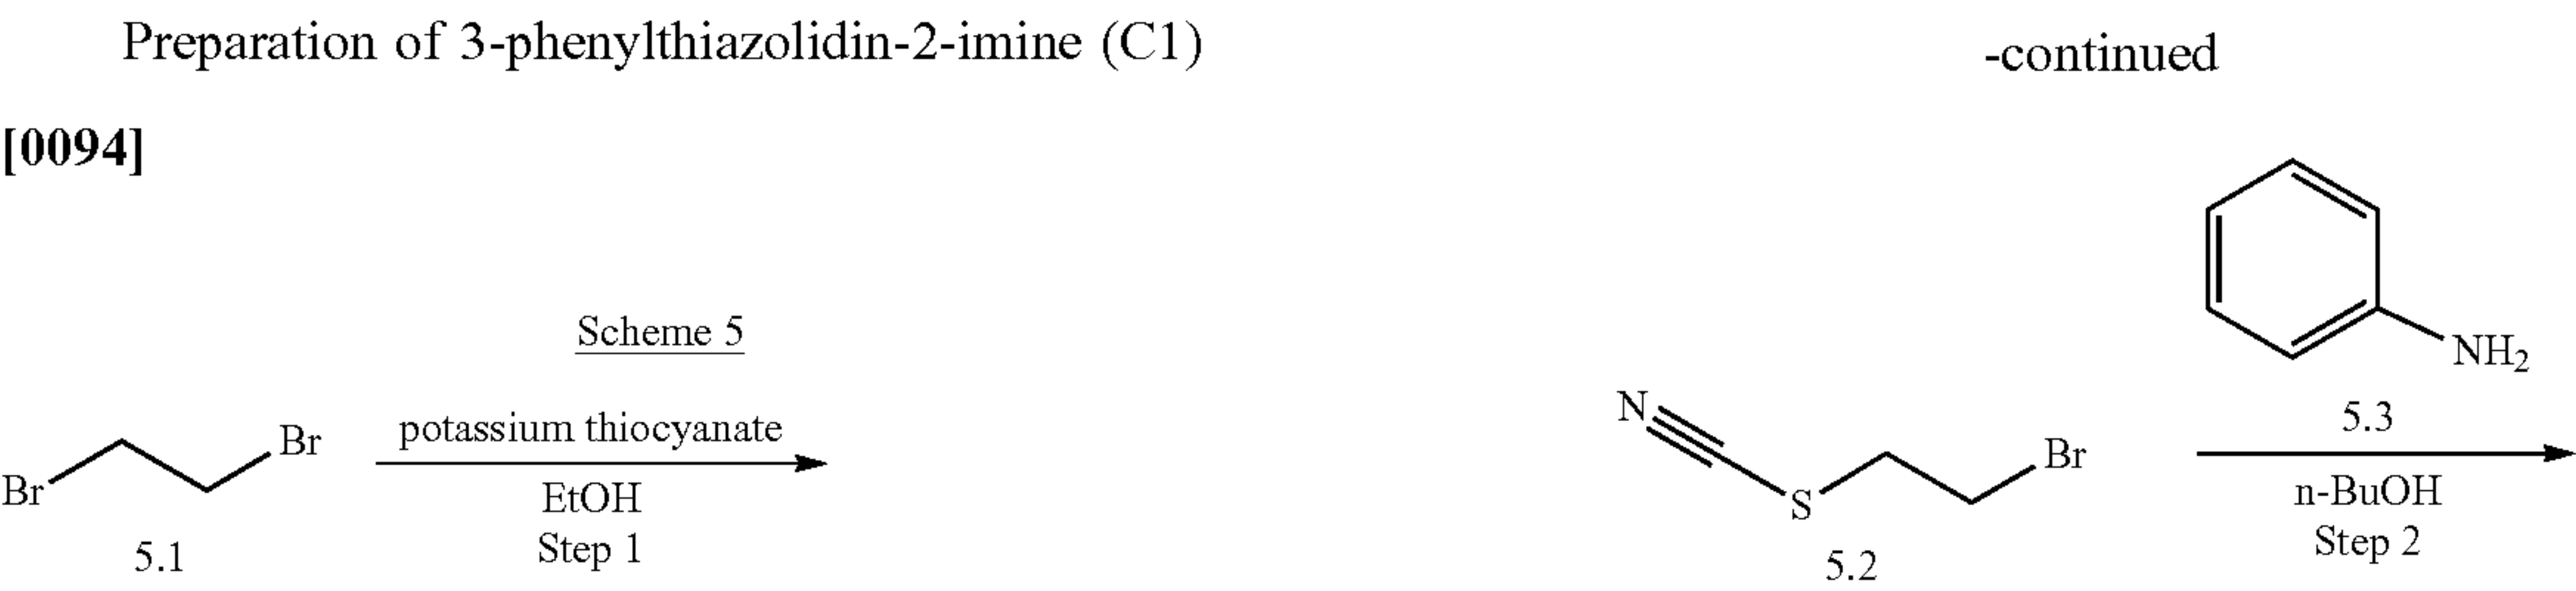 Preparation of 3-phenylthiazolidin-2-imine (C1)
[0094]
Scheme 5
Br
Br
5.1
potassium thiocyanate
EtOH
Step 1
-continued
N
S
Br
5.2
NH2
5.3
n-BuOH
Step 2